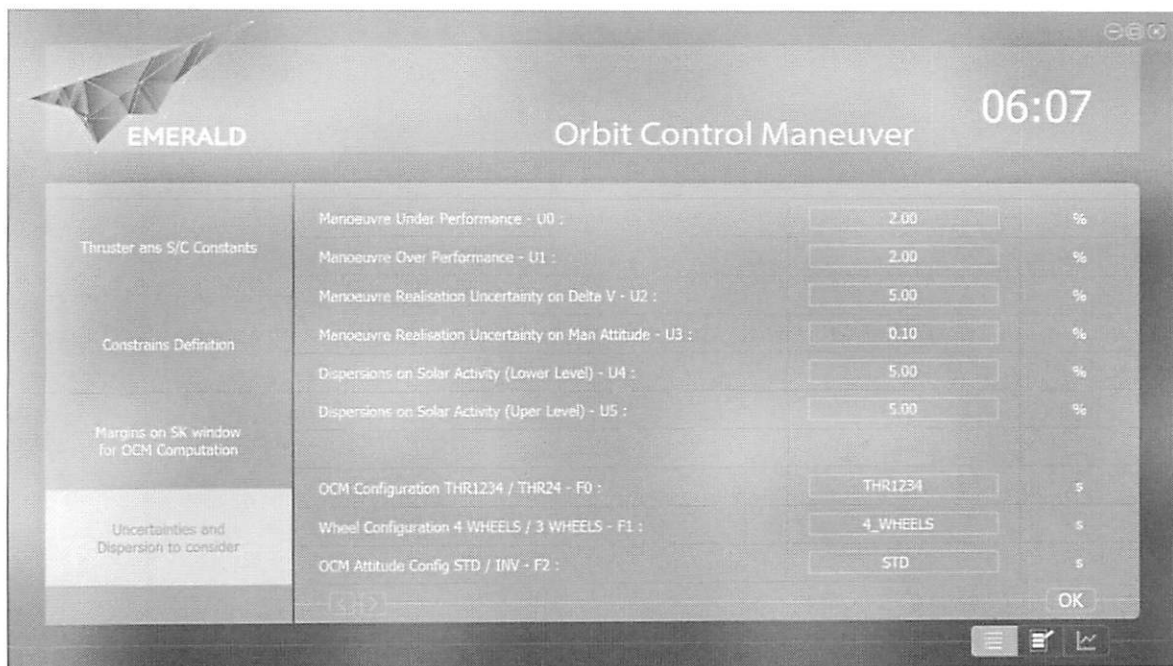 06:07
EMERALD
Orbit Control Maneuver
Thruster ans S/C Constants
Constrains Definition
Margins on SK window
for OCM Computation
Uncertainties and
Dispersion to consider
Manoeuvre Under Performance - U0 : 2.00 %
Manoeuvre Over Performance - U1 : 2.00 %
Manoeuvre Realisation Uncertainty on Delta V - U2 : 5.00 %
Manoeuvre Realisation Uncertainty on Man Attitude - U3 : 0.10 %
Dispersions on Solar Activity (Lower Level) - U4 : 5.00 %
Dispersions on Solar Activity (Uper Level) - U5 : 5.00 %
OCM Configuration THR1234 / THR24 - F0 : THR1234 s
Wheel Configuration 4 WHEELS / 3 WHEELS - F1 : 4_WHEELS s
OCM Attitude Config STD / INV - F2 : STD s
OK